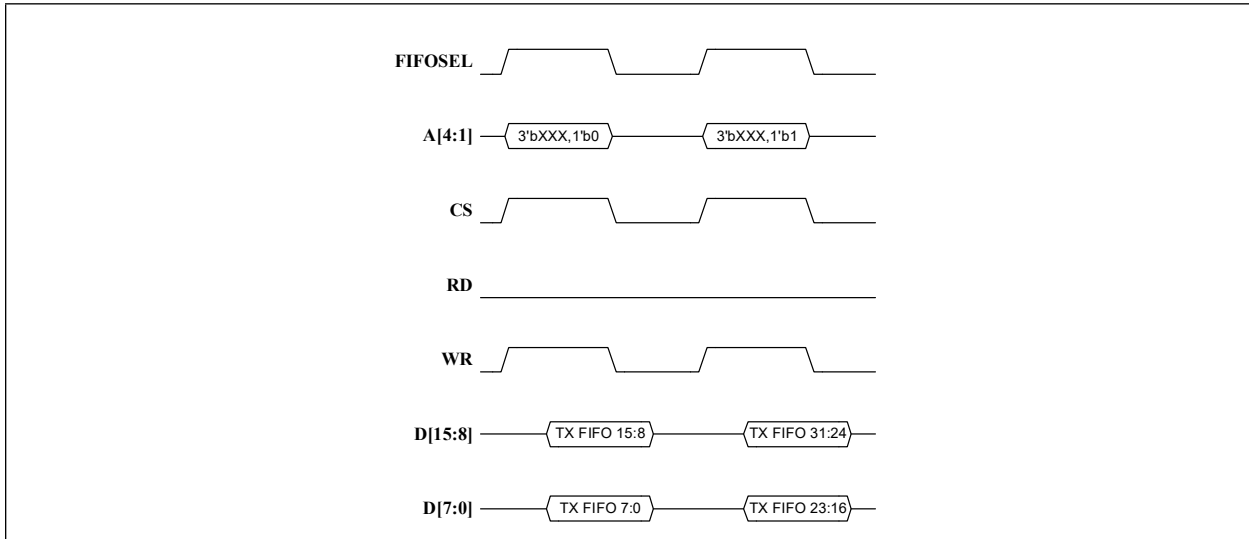 FIFOSEL
A[4:1] 3'bXXX,1'b0 3'bXXX,1'b1
CS
RD
WR
D[15:8] TX FIFO 15:8 TX FIFO 31:24
D[7:0] TX FIFO 7:0 TX FIFO 23:16